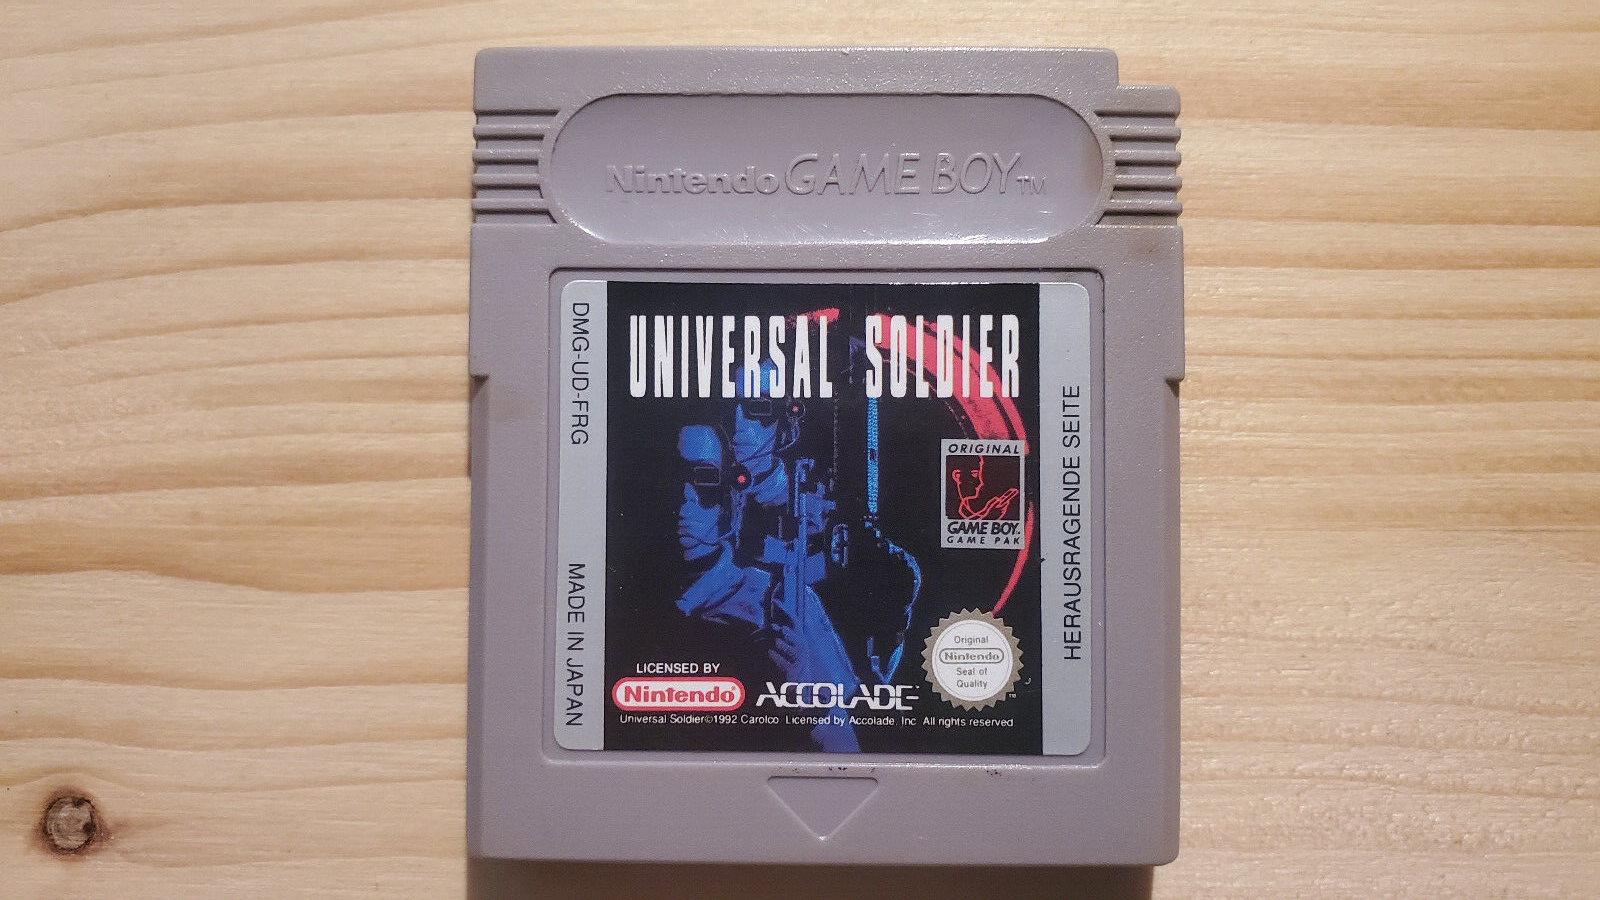 Nintendo GAME BOY TM
DMG-UD-FRG
MADE IN JAPAN
UNIVERSAL SOLDIER
ORIGINAL
GAME BOY
GAME PAK
Original
Nintendo
Seal of
Quality
TM
LICENSED BY
Nintendo® ACCOLADE
Universal Soldier©1992 Carolco. Licensed by Accolade, Inc. All rights reserved
HERAUSRAGENDE SEITE